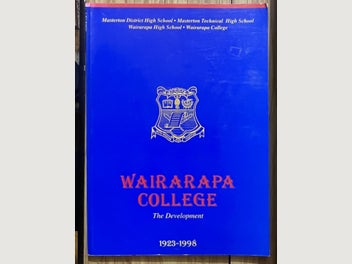 Masterton District High School • Masterton Technical High School
Wairarapa High School • Wairarapa College
WAIRARAPA
COLLEGE
The Development
1923-1998